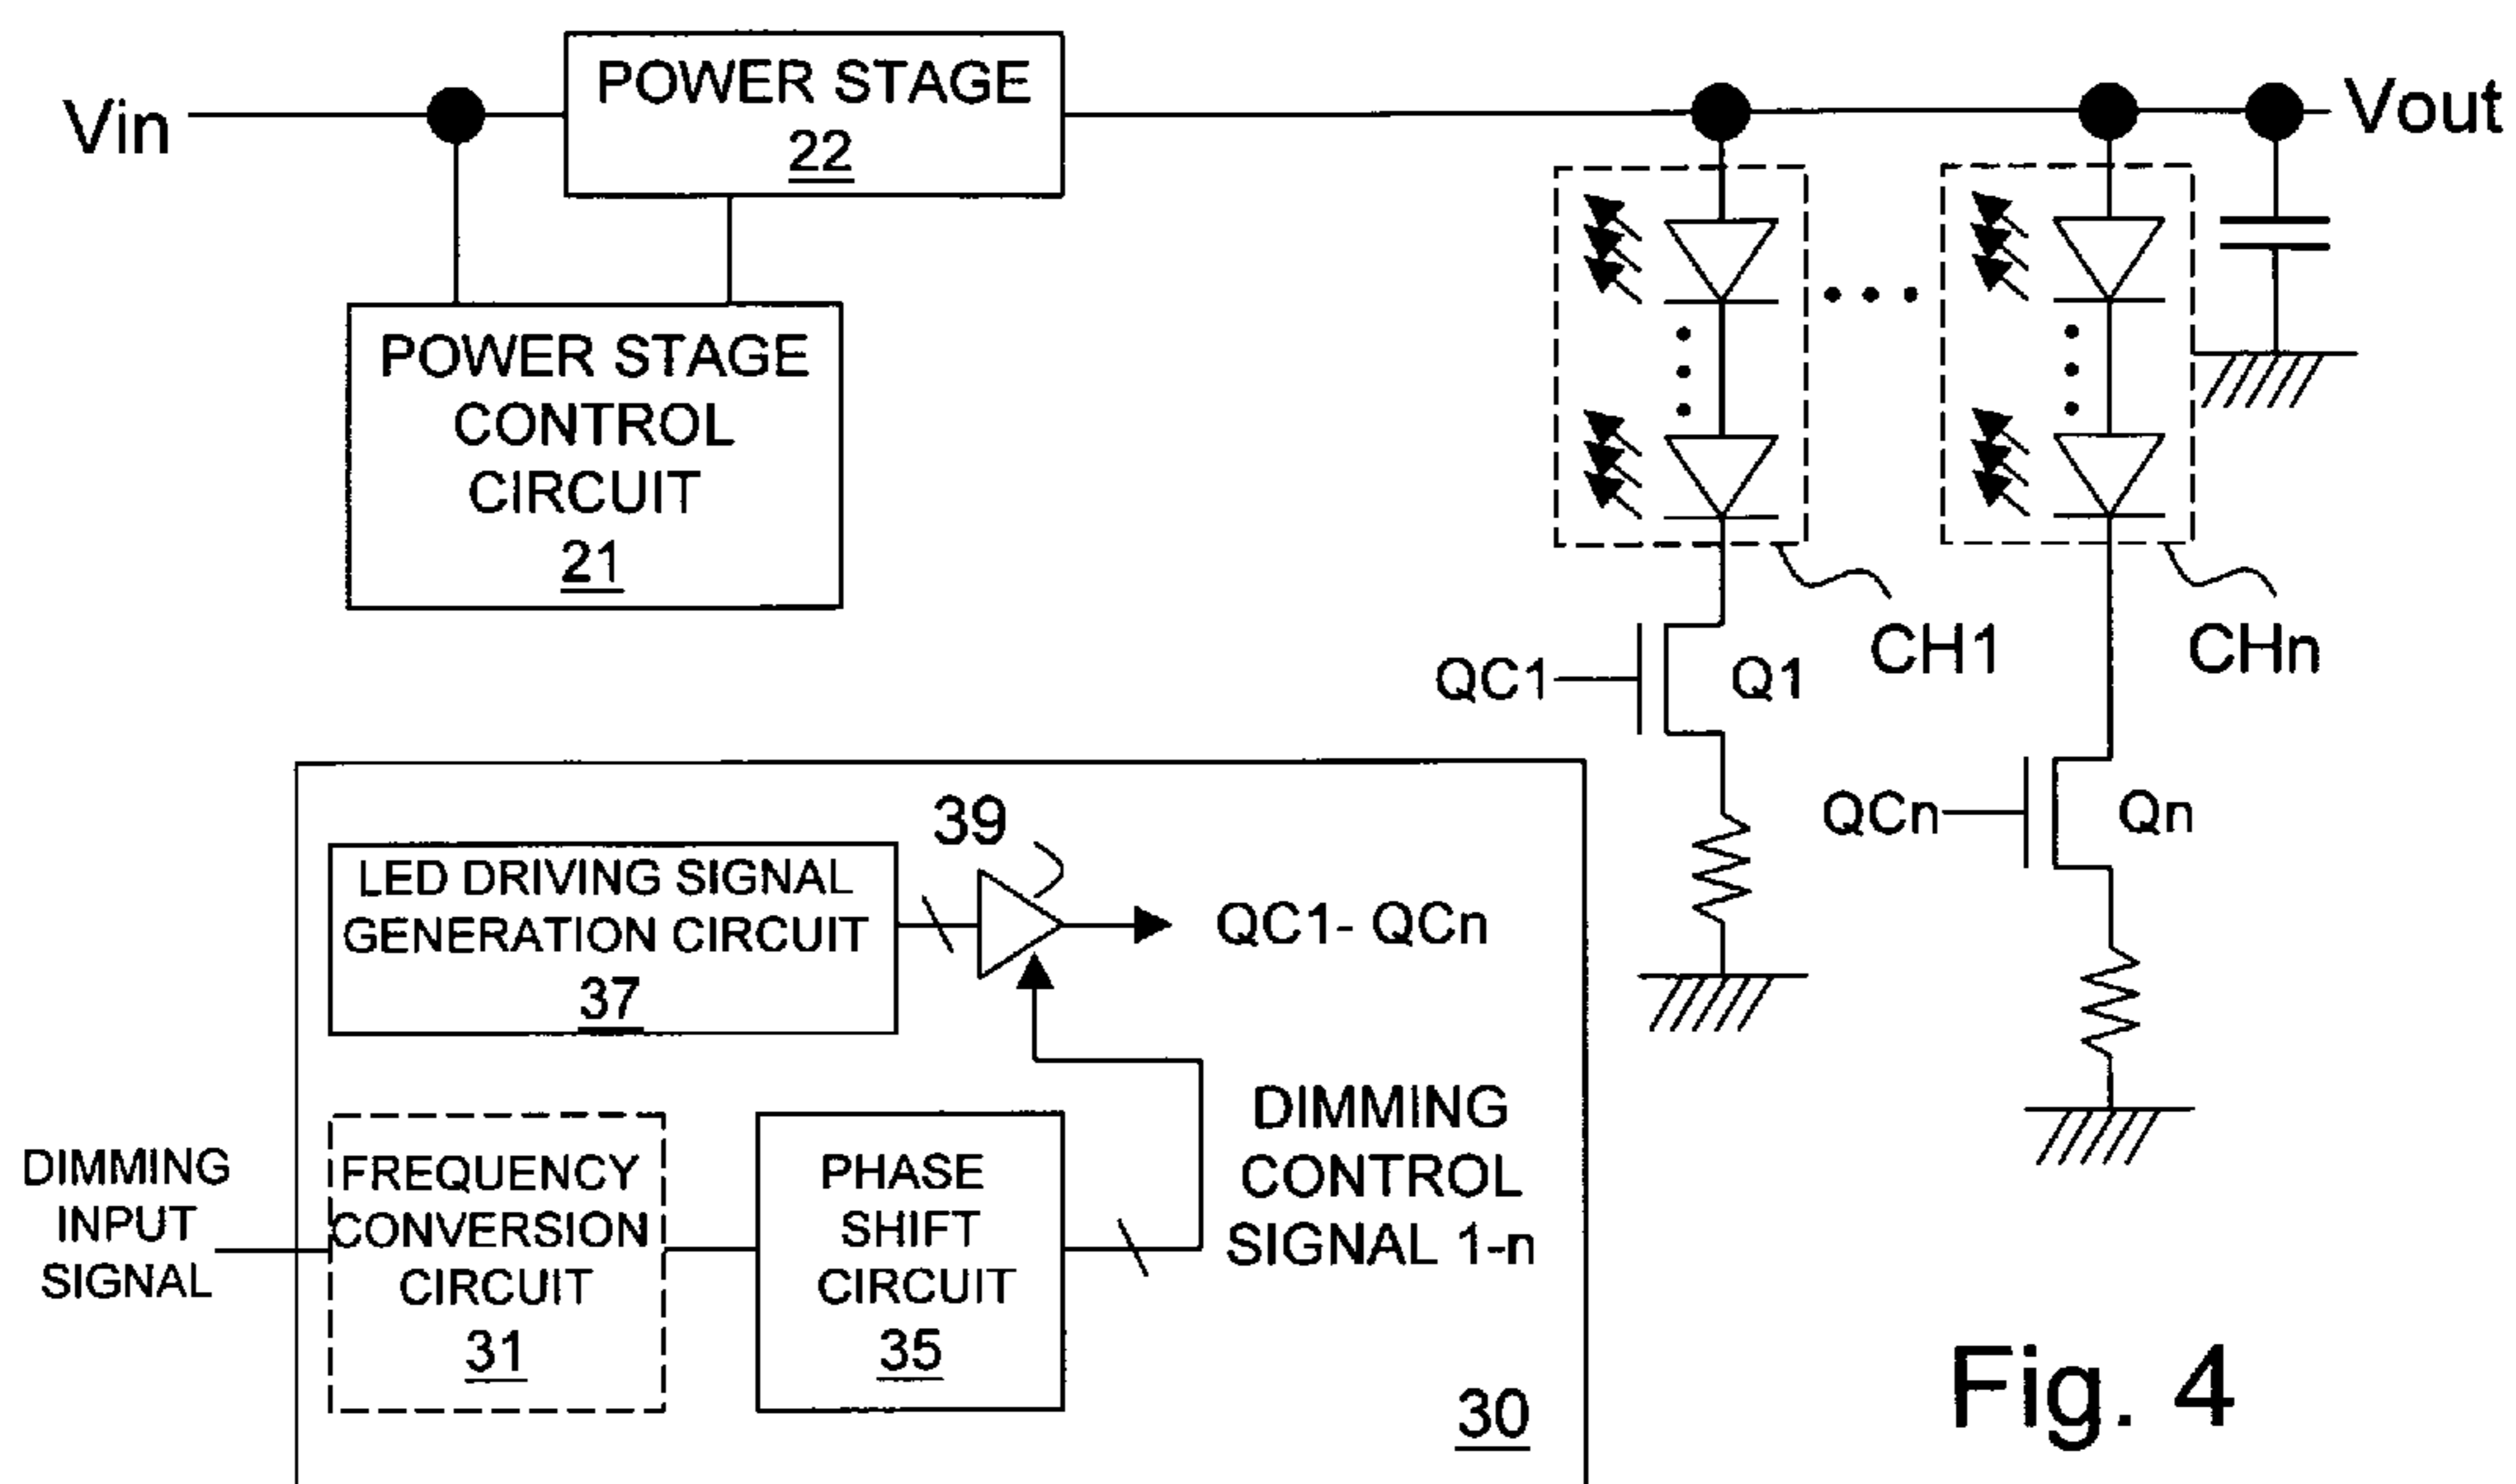 Vin
POWER STAGE
22
Vout
POWER STAGE
CONTROL
CIRCUIT
21
CH1
CHn
QC1
Q1
QCn
Qn
39
LED DRIVING SIGNAL
GENERATION CIRCUIT
37
QC1- QCn
DIMMING
INPUT
SIGNAL
FREQUENCY
CONVERSION
CIRCUIT
31
PHASE
SHIFT
CIRCUIT
35
DIMMING
CONTROL
SIGNAL 1-n
30
Fig. 4